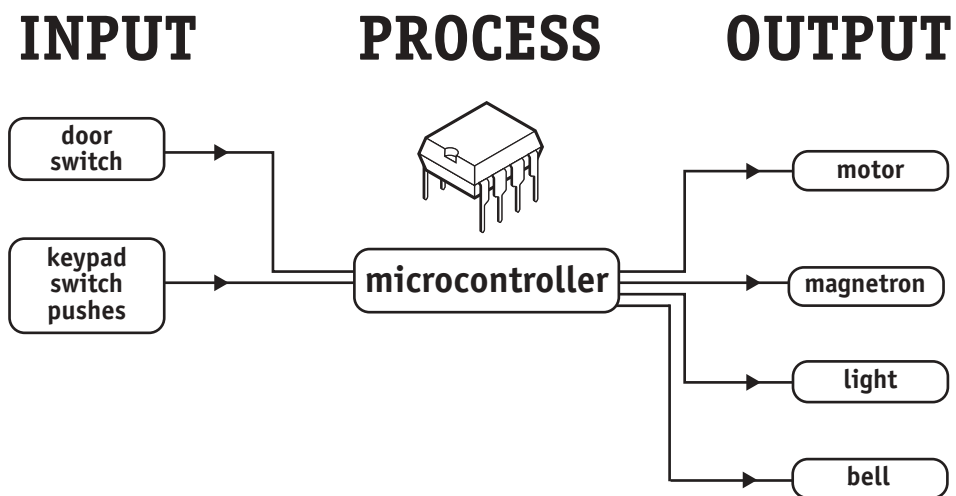 INPUT
PROCESS
OUTPUT
door
switch
keypad
switch
pushes
microcontroller
motor
magnetron
light
bell